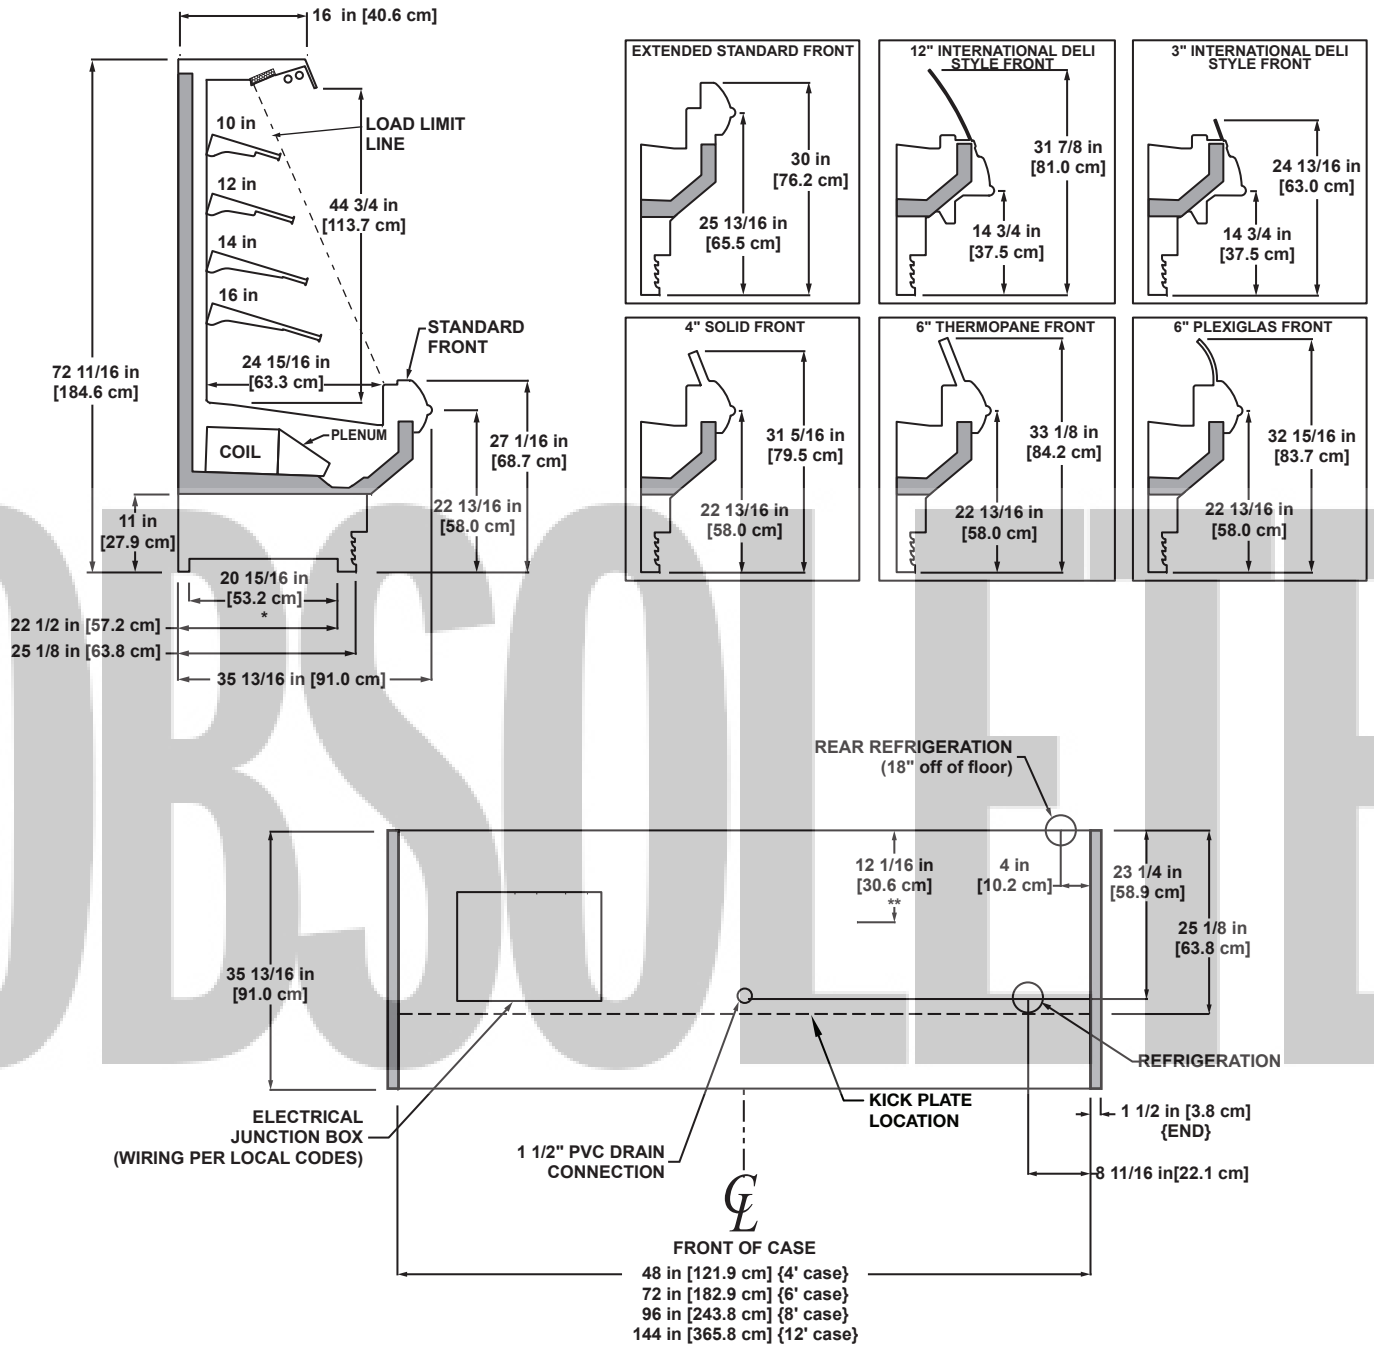 16 in [40.6 cm]
10 in
LOAD LIMIT
LINE
12 in
44 3/4 in
[113.7 cm]
14 in
16 in
STANDARD
FRONT
24 15/16 in
[63.3 cm]
72 11/16 in
[184.6 cm]
PLENUM
COIL
27 1/16 in
[68.7 cm]
22 13/16 in
[58.0 cm]
11 in
[27.9 cm]
20 15/16 in
[53.2 cm]
*
22 1/2 in [57.2 cm]
25 1/8 in [63.8 cm]
35 13/16 in [91.0 cm]
EXTENDED STANDARD FRONT
30 in
[76.2 cm]
25 13/16 in
[65.5 cm]
12" INTERNATIONAL DELI
STYLE FRONT
31 7/8 in
[81.0 cm]
14 3/4 in
[37.5 cm]
3" INTERNATIONAL DELI
STYLE FRONT
24 13/16 in
[63.0 cm]
14 3/4 in
[37.5 cm]
4" SOLID FRONT
31 5/16 in
[79.5 cm]
22 13/16 in
[58.0 cm]
6" THERMOPANE FRONT
33 1/8 in
[84.2 cm]
22 13/16 in
[58.0 cm]
6" PLEXIGLAS FRONT
32 15/16 in
[83.7 cm]
22 13/16 in
[58.0 cm]
OBSOLETE
REAR REFRIGERATION
(18" off of floor)
12 1/16 in
[30.6 cm]
**
4 in
[10.2 cm]
23 1/4 in
[58.9 cm]
25 1/8 in
[63.8 cm]
35 13/16 in
[91.0 cm]
REFRIGERATION
KICK PLATE
LOCATION
ELECTRICAL
JUNCTION BOX
(WIRING PER LOCAL CODES)
1 1/2" PVC DRAIN
CONNECTION
1 1/2 in [3.8 cm]
{END}
8 11/16 in[22.1 cm]
CL
FRONT OF CASE
48 in [121.9 cm] {4' case}
72 in [182.9 cm] {6' case}
96 in [243.8 cm] {8' case}
144 in [365.8 cm] {12' case}